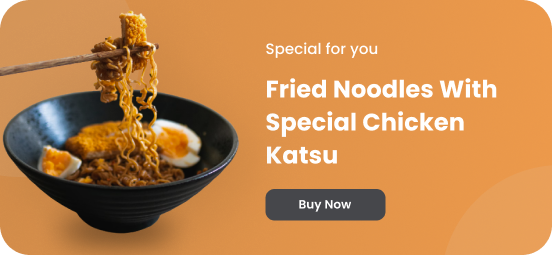 Special for you
Fried Noodles With
Special Chicken
Katsu
Buy Now